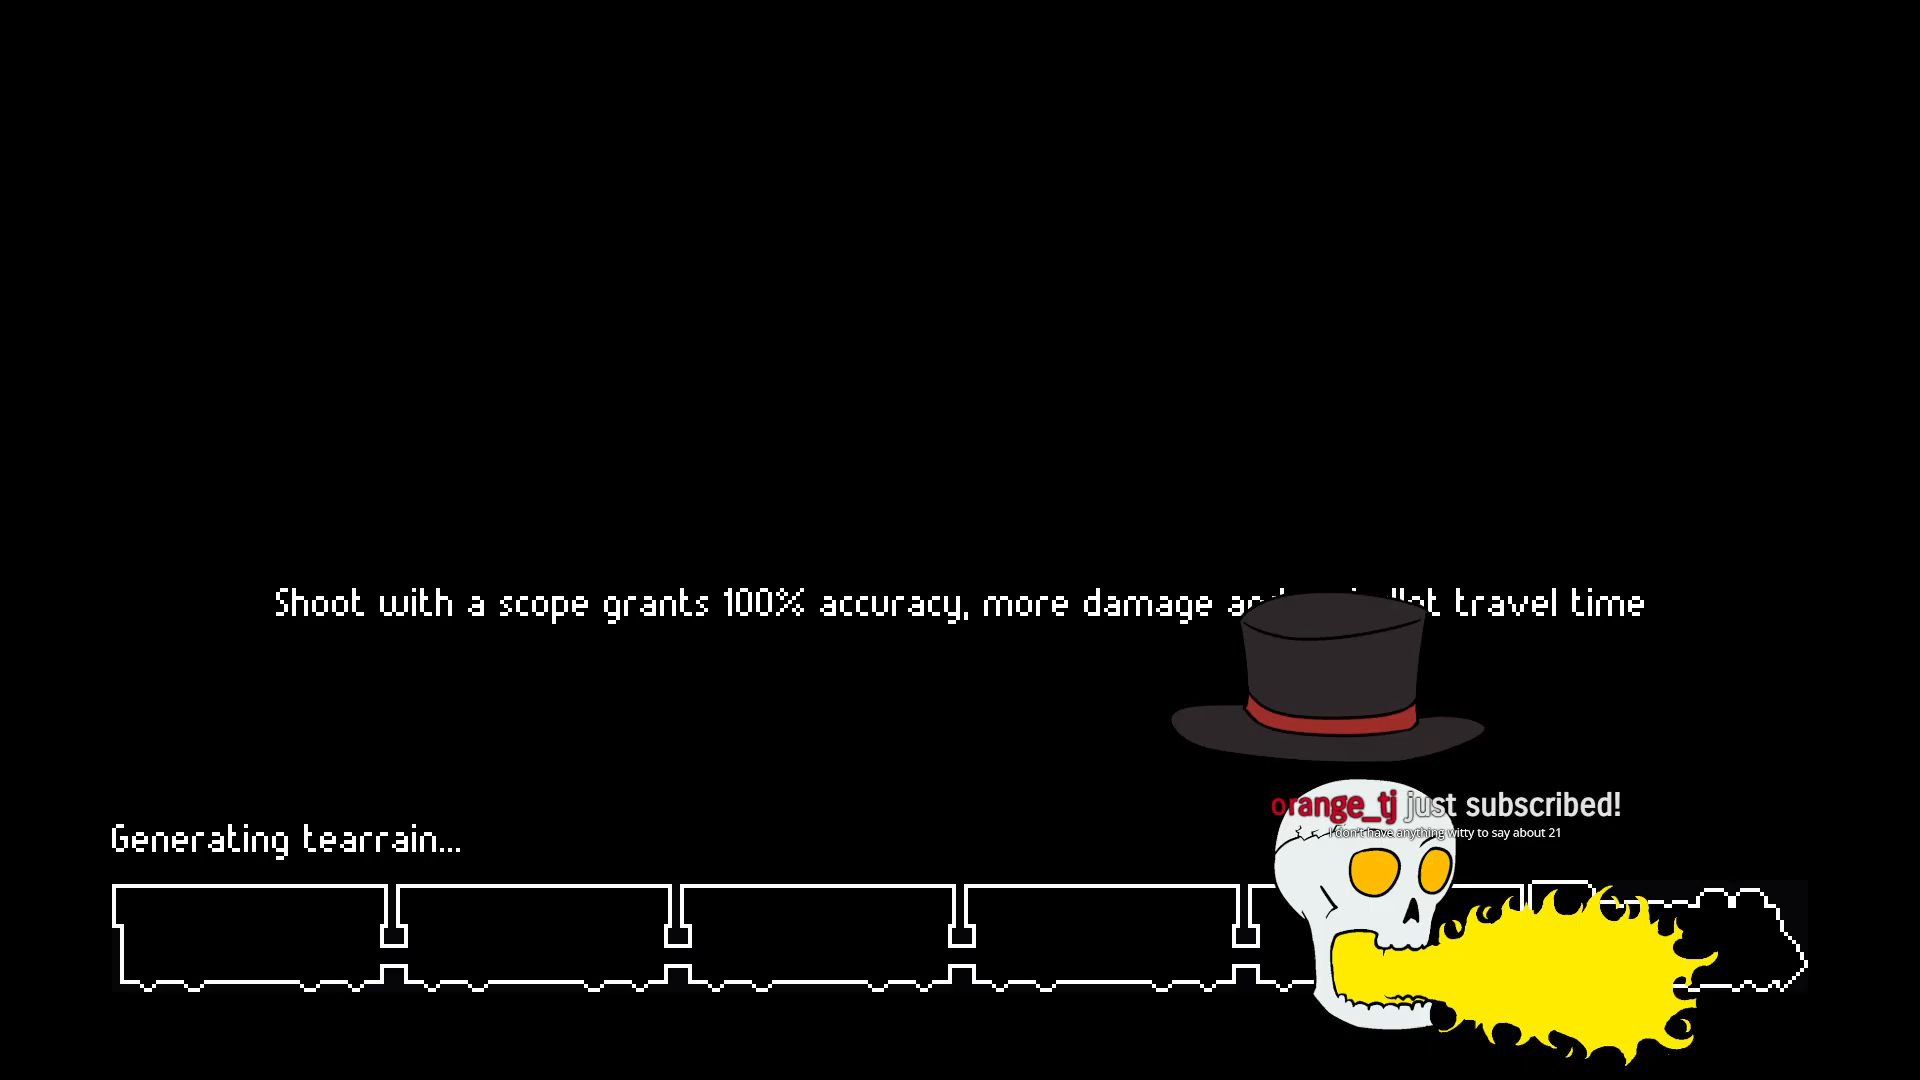 Shoot with a scope grants 100% accuracy, more damage travel time
orange_tj just subscribed!
I don't have anything witty to say about 21
Generating tearrain...